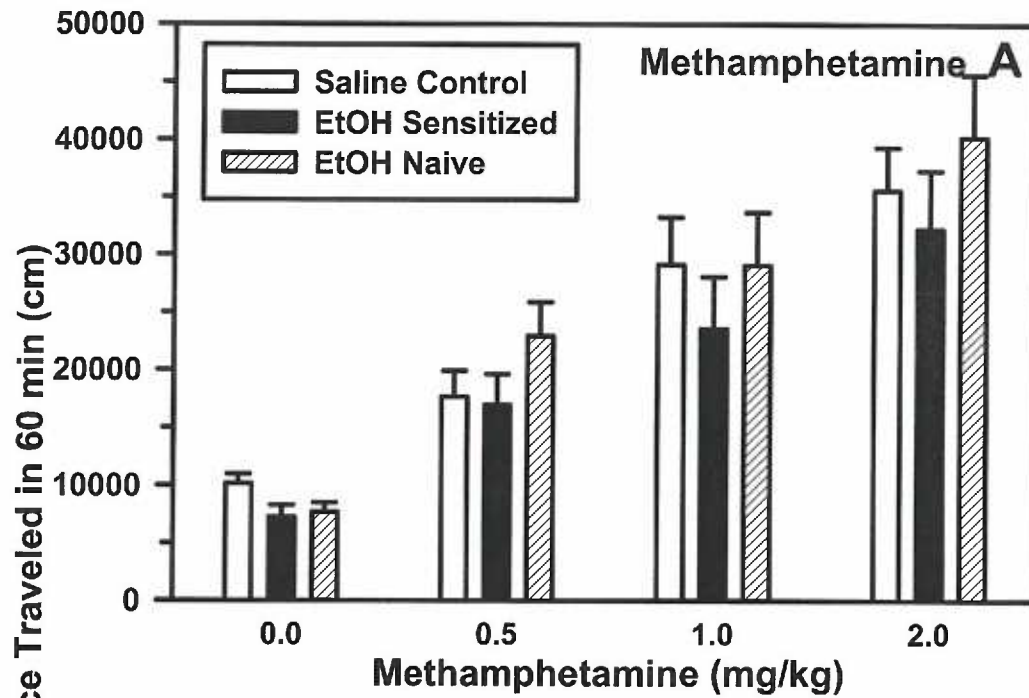 50000
40000
30000
20000
10000
0
Methamphetamine A
Saline Control
EtOH Sensitized
EtOH Naive
Traveled in 60 min (cm)
0.0 0.5 1.0 2.0
Methamphetamine (mg/kg)